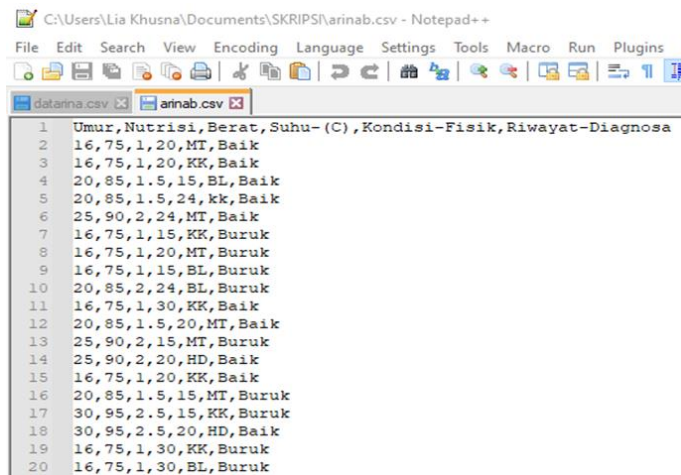 C:\Users\Lia Khusna\Documents\SKRIPSI\arinab.csv - Notepad++
File Edit Search View Encoding Language Settings Tools Macro Run Plugins
datarina.csv arinab.csv
1 Umur,Nutrisi,Berat,Suhu-(C),Kondisi-Fisik,Riwayat-Diagnosa
2 16,75,1,20,MT,Baik
3 16,75,1,20,KK,Baik
4 20,85,1.5,15,BL,Baik
5 20,85,1.5,24,kk,Baik
6 25,90,2,24,MT,Baik
7 16,75,1,15,KK,Buruk
8 16,75,1,20,MT,Buruk
9 16,75,1,15,BL,Buruk
10 20,85,2,24,BL,Buruk
11 16,75,1,30,KK,Baik
12 20,85,1.5,20,MT,Baik
13 25,90,2,15,MT,Buruk
14 25,90,2,20,HD,Baik
15 16,75,1,20,KK,Baik
16 20,85,1.5,15,MT,Buruk
17 30,95,2.5,15,KK,Buruk
18 30,95,2.5,20,HD,Baik
19 16,75,1,30,KK,Buruk
20 16,75,1,30,BL,Buruk